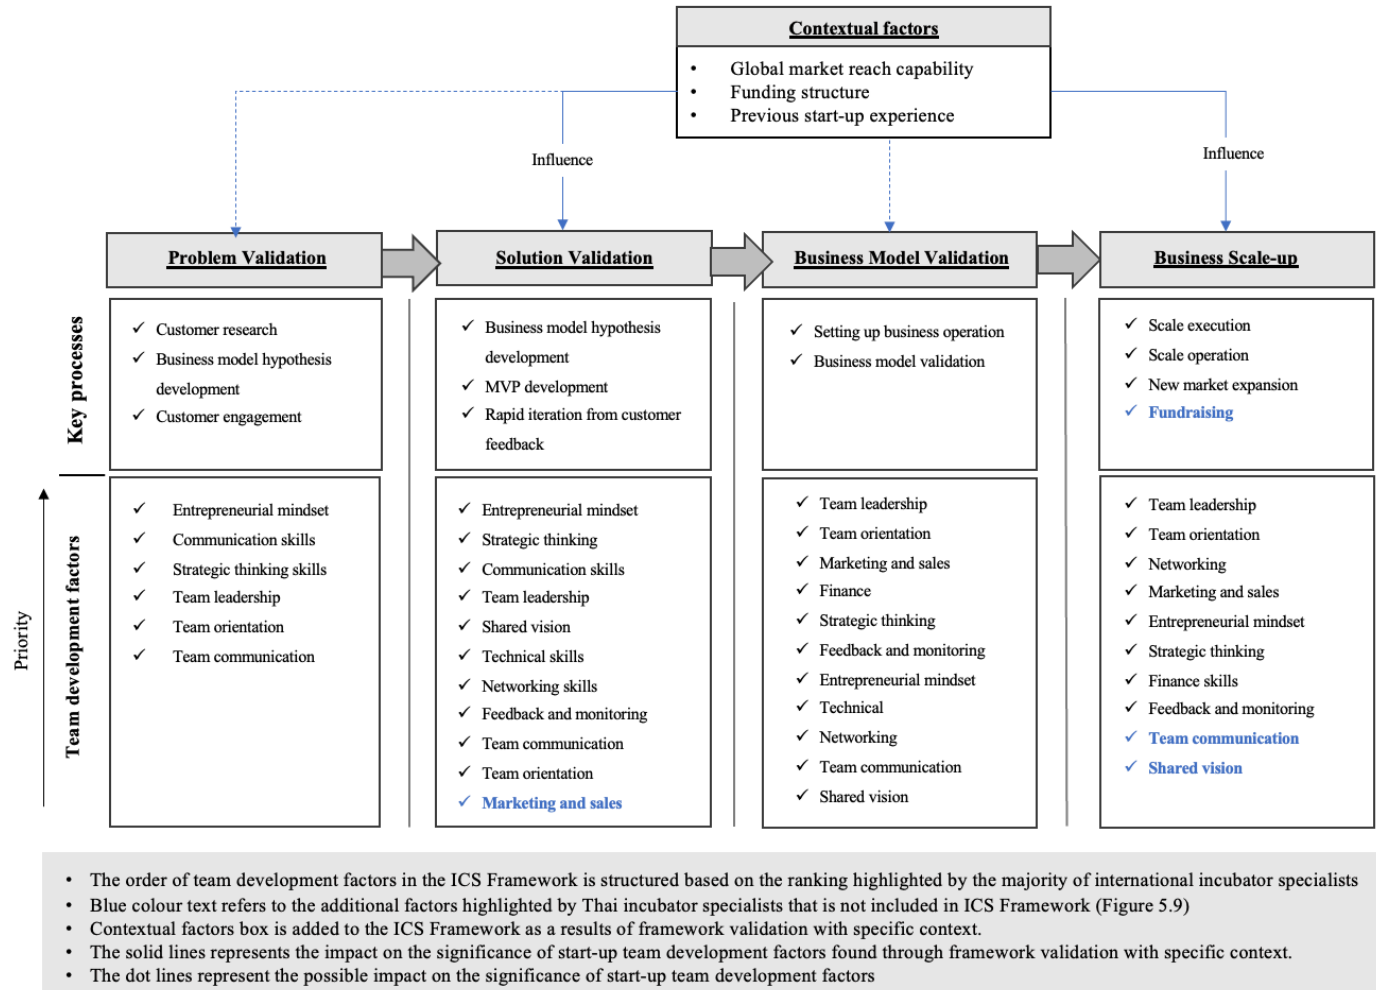 Contextual factors
• Global market reach capability
• Funding structure
• Previous start-up experience
Influence
Influence
Problem Validation
Solution Validation
Business Model Validation
Business Scale-up
Key processes
✓ Customer research
✓ Business model hypothesis
development
✓ Customer engagement
✓ Business model hypothesis
development
✓ MVP development
✓ Rapid iteration from customer
feedback
✓ Setting up business operation
✓ Business model validation
✓ Scale execution
✓ Scale operation
✓ New market expansion
✓ Fundraising
Priority
Team development factors
✓ Entrepreneurial mindset
✓ Communication skills
✓ Strategic thinking skills
✓ Team leadership
✓ Team orientation
✓ Team communication
✓ Entrepreneurial mindset
✓ Strategic thinking
✓ Communication skills
✓ Team leadership
✓ Shared vision
✓ Technical skills
✓ Networking skills
✓ Feedback and monitoring
✓ Team communication
✓ Team orientation
✓ Marketing and sales
✓ Team leadership
✓ Team orientation
✓ Marketing and sales
✓ Finance
✓ Strategic thinking
✓ Feedback and monitoring
✓ Entrepreneurial mindset
✓ Technical
✓ Networking
✓ Team communication
✓ Shared vision
✓ Team leadership
✓ Team orientation
✓ Networking
✓ Marketing and sales
✓ Entrepreneurial mindset
✓ Strategic thinking
✓ Finance skills
✓ Feedback and monitoring
✓ Team communication
✓ Shared vision
• The order of team development factors in the ICS Framework is structured based on the ranking highlighted by the majority of international incubator specialists
• Blue colour text refers to the additional factors highlighted by Thai incubator specialists that is not included in ICS Framework (Figure 5.9)
• Contextual factors box is added to the ICS Framework as a results of framework validation with specific context.
• The solid lines represents the impact on the significance of start-up team development factors found through framework validation with specific context.
• The dot lines represent the possible impact on the significance of start-up team development factors